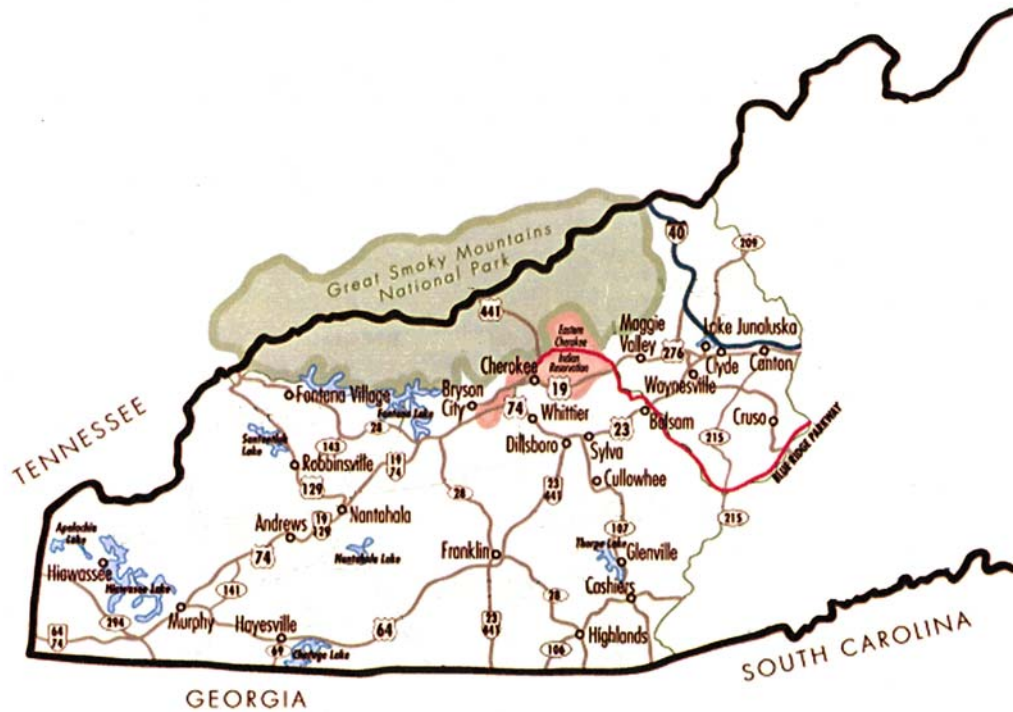 40
209
Great Smoky Mountains
National Park
441
Eastern
Cherokee
Indian
Reservation
Maggie
Valley
276
Lake Junaluska
Clyde
Canton
Waynesville
Cherokee
19
Bryson
City
Fontana Village
Fontana Lake
74
Whittier
23
Balsam
Cruso
28
TENNESSEE
Santeetlah
Lake
143
Dillsboro
Sylva
215
BLUE RIDGE PARKWAY
Robbinsville
19
74
129
28
23
441
Cullowhee
Nantahala
19
129
Andrews
107
215
Apalachia
Lake
74
Nantahala Lake
Franklin
Thorpe Lake
Glenville
Hiawassee
Hiwassee Lake
141
28
Cashiers
Murphy
294
Hayesville
64
23
441
Highlands
64
74
69
Chatuge Lake
106
SOUTH CAROLINA
GEORGIA